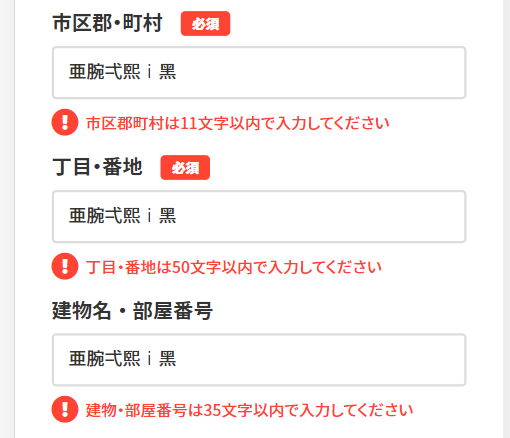 市区郡・町村 必須
亜腕弌熙ⅰ黑
! 市区郡町村は11文字以内で入力してください
丁目・番地 必須
亜腕弌熙ⅰ黑
! 丁目・番地は50文字以内で入力してください
建物名・部屋番号
亜腕弌熙ⅰ黑
! 建物・部屋番号は35文字以内で入力してください